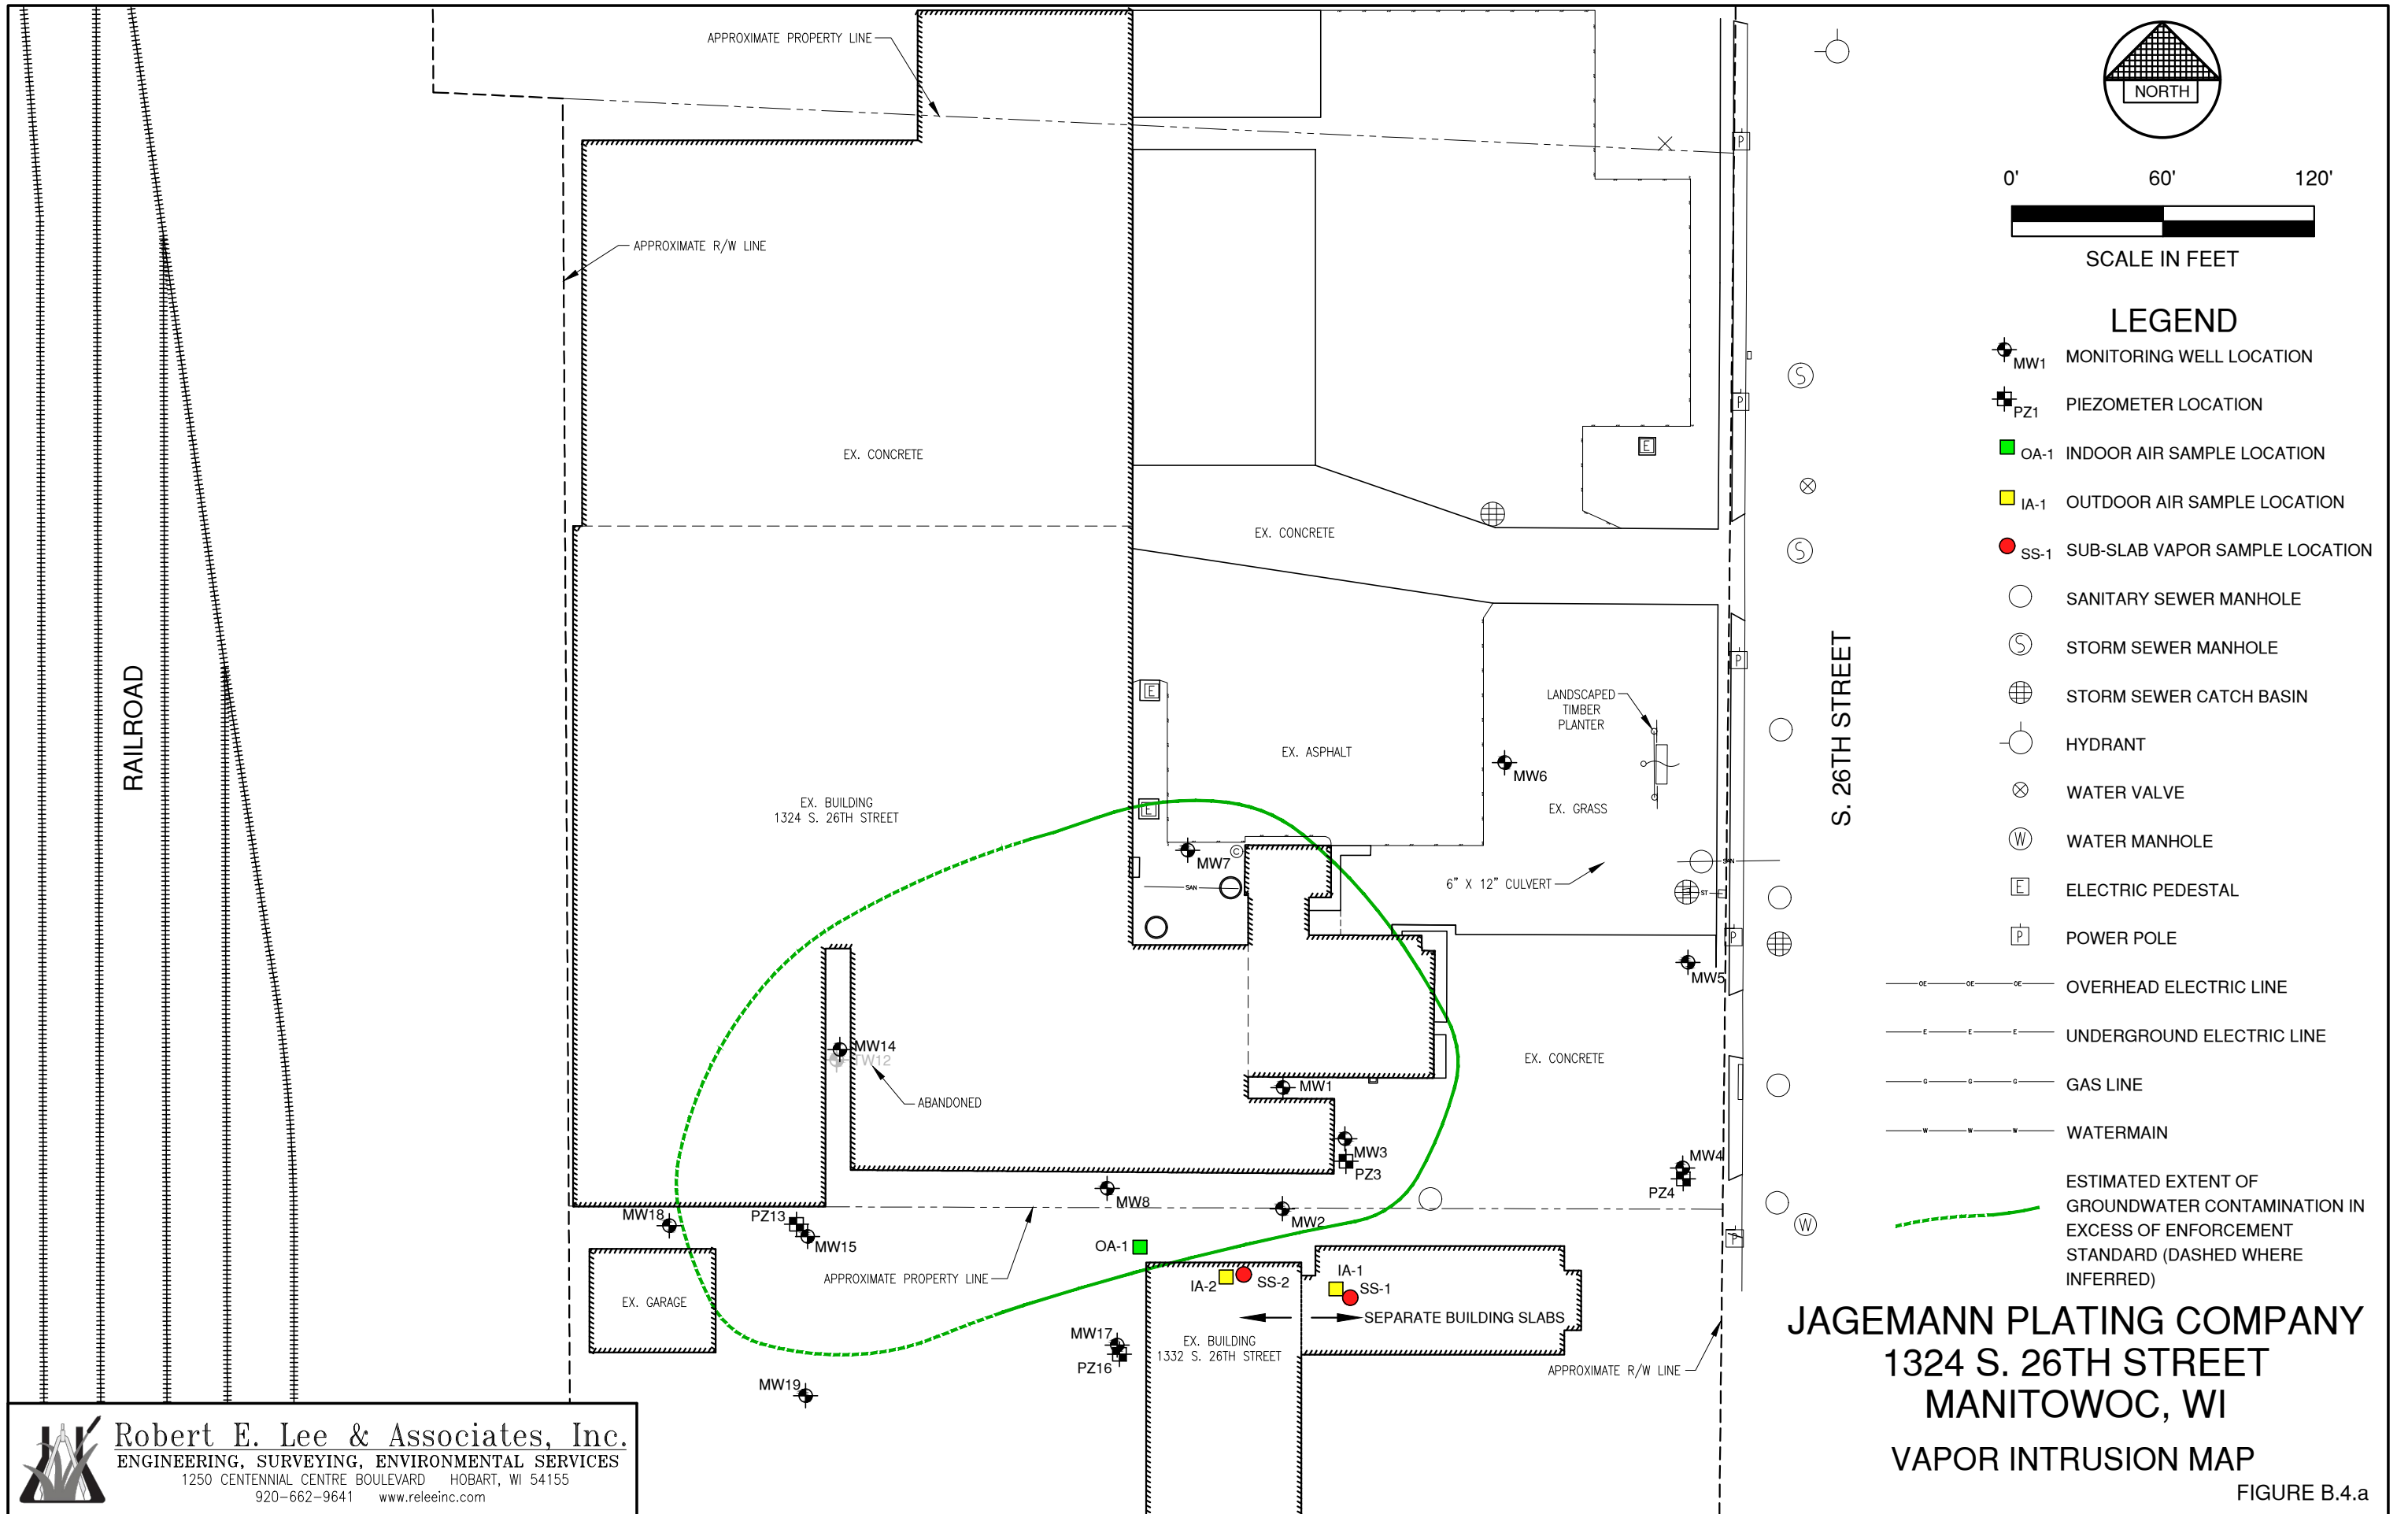 APPROXIMATE PROPERTY LINE
APPROXIMATE R/W LINE
EX. CONCRETE
EX. CONCRETE
RAILROAD
EX. BUILDING
1324 S. 26TH STREET
EX. ASPHALT
LANDSCAPED
TIMBER
PLANTER
MW6
EX. GRASS
6" X 12" CULVERT
MW7
©
SAN
SAN
ST
E
E
E
P
P
P
P
P
S
S
W
S. 26TH STREET
MW5
MW14
TW12
ABANDONED
MW1
EX. CONCRETE
MW3
PZ3
MW4
PZ4
MW8
MW2
MW18
PZ13
MW15
OA-1
APPROXIMATE PROPERTY LINE
EX. GARAGE
IA-2
SS-2
IA-1
SS-1
SEPARATE BUILDING SLABS
MW17
PZ16
EX. BUILDING
1332 S. 26TH STREET
MW19
APPROXIMATE R/W LINE
NORTH
0' 60' 120'
SCALE IN FEET
LEGEND
MW1 MONITORING WELL LOCATION
PZ1 PIEZOMETER LOCATION
OA-1 INDOOR AIR SAMPLE LOCATION
IA-1 OUTDOOR AIR SAMPLE LOCATION
SS-1 SUB-SLAB VAPOR SAMPLE LOCATION
SANITARY SEWER MANHOLE
S STORM SEWER MANHOLE
STORM SEWER CATCH BASIN
HYDRANT
WATER VALVE
W WATER MANHOLE
E ELECTRIC PEDESTAL
P POWER POLE
OE OE OE OVERHEAD ELECTRIC LINE
E E E UNDERGROUND ELECTRIC LINE
G G G GAS LINE
W W W WATERMAIN
ESTIMATED EXTENT OF
GROUNDWATER CONTAMINATION IN
EXCESS OF ENFORCEMENT
STANDARD (DASHED WHERE
INFERRED)
JAGEMANN PLATING COMPANY
1324 S. 26TH STREET
MANITOWOC, WI
VAPOR INTRUSION MAP
FIGURE B.4.a
Robert E. Lee & Associates, Inc.
ENGINEERING, SURVEYING, ENVIRONMENTAL SERVICES
1250 CENTENNIAL CENTRE BOULEVARD HOBART, WI 54155
920-662-9641 www.releeinc.com